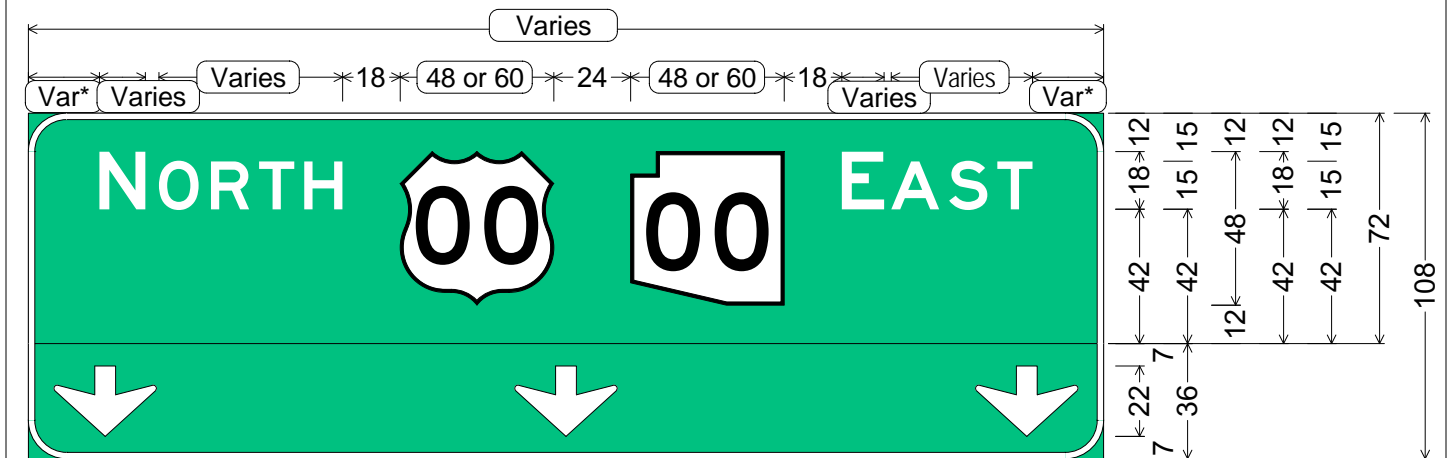 Varies
Varies 18 48 or 60 24 48 or 60 18 Varies
Var* Varies Varies Var*
NORTH 00 00 EAST
12 15 12 12 15
18 15 48 18 15 72
42 42 42 42 108
12
7
22 36
7